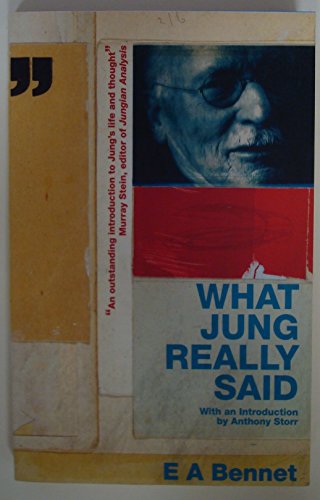 216
"An outstanding introduction to Jung's life and thought"
Murray Stein, editor of Jungian Analysis
WHAT
JUNG
REALLY
SAID
With an Introduction
by Anthony Storr
E A Bennet